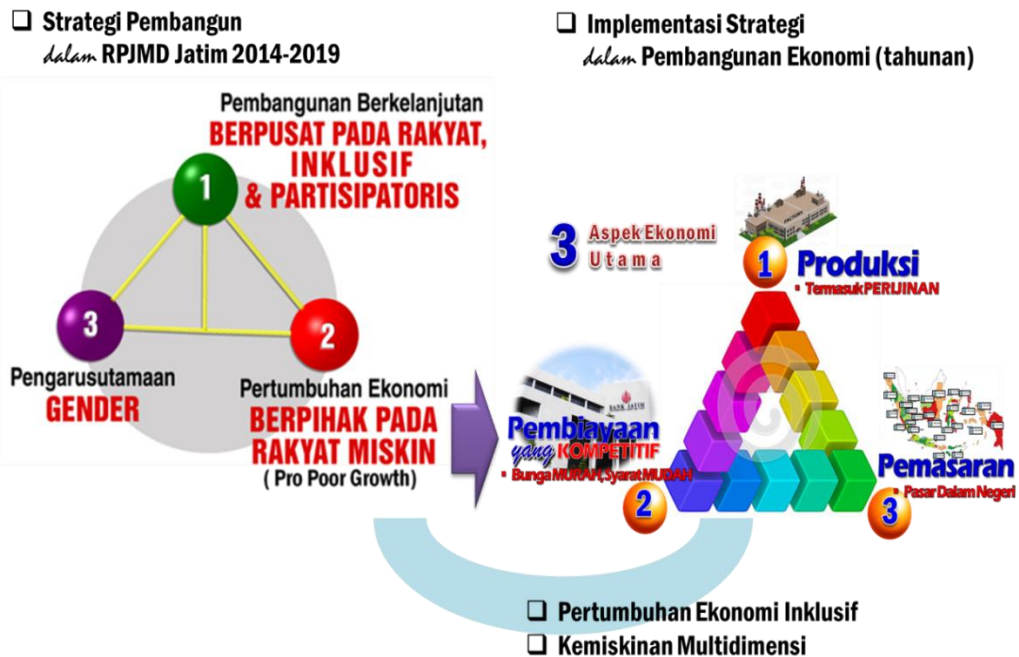 ❑ Strategi Pembangun
dalam RPJMD Jatim 2014-2019
Pembangunan Berkelanjutan
BERPUSAT PADA RAKYAT,
INKLUSIF
& PARTISIPATORIS
1
3
2
Pengarusutamaan
GENDER
Pertumbuhan Ekonomi
BERPIHAK PADA
RAKYAT MISKIN
( Pro Poor Growth)
❑ Implementasi Strategi
dalam Pembangunan Ekonomi (tahunan)
3 Aspek Ekonomi
Utama
FACTORY
1 Produksi
• Termasuk PERIJINAN
BANK JATIM
Pembiayaan
yang KOMPETITIF
• Bunga MURAH, Syarat MUDAH
2
Pemasaran
• Pasar Dalam Negeri
3
❑ Pertumbuhan Ekonomi Inklusif
❑ Kemiskinan Multidimensi